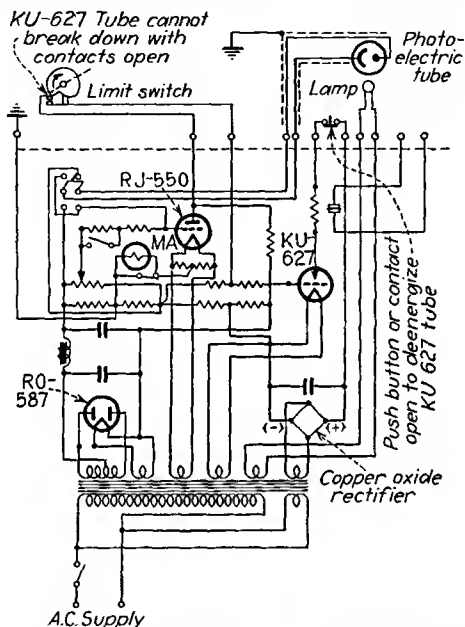 KU-627 Tube cannot
break down with
contacts open
Limit switch
Photo-
electric
tube
Lamp
RJ-550
MA
KU-
627
RO-
587
Push button or contact
open to deenergize
KU 627 tube
(-)
(+)
Copper oxide
rectifier
A.C. Supply